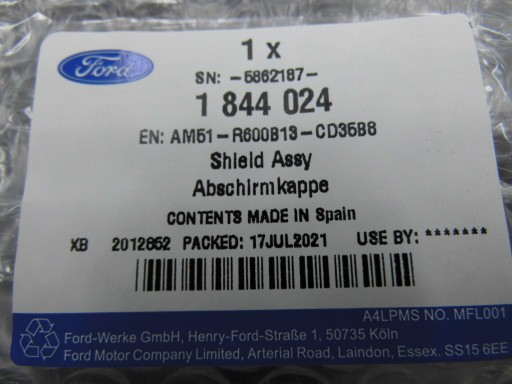 Ford
1 x
SN: -5862187-
1 844 024
EN: AM51-R600B13-CD35B8
Shield Assy
Abschirmkappe
CONTENTS MADE IN Spain
XB 2012652 PACKED: 17JUL2021 USE BY: *******
A4LPMS NO. MFL001
Ford-Werke GmbH, Henry-Ford-Straße 1, 50735 Köln
Ford Motor Company Limited, Arterial Road, Laindon, Essex. SS15 6EE